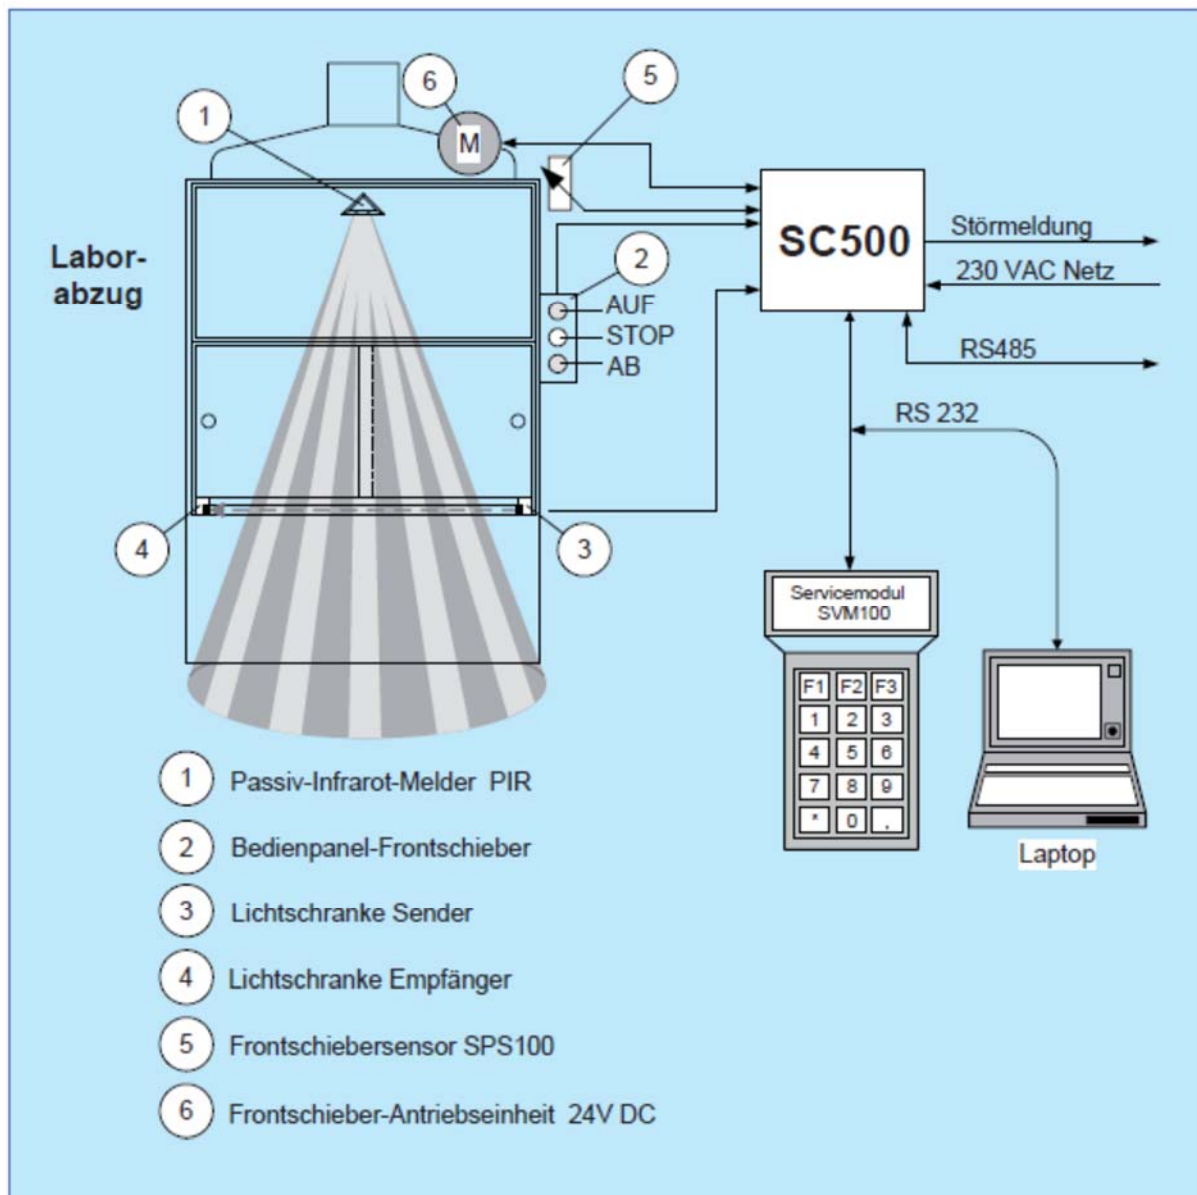 6
5
1
M
Labor-
abzug
SC500
Störmeldung
230 VAC Netz
2
AUF
STOP
AB
RS485
RS 232
4
3
Servicemodul
SVM100
F1 F2 F3
1 2 3
4 5 6
7 8 9
* 0 ,
Laptop
1 Passiv-Infrarot-Melder PIR
2 Bedienpanel-Frontschieber
3 Lichtschranke Sender
4 Lichtschranke Empfänger
5 Frontschiebersensor SPS100
6 Frontschieber-Antriebseinheit 24V DC